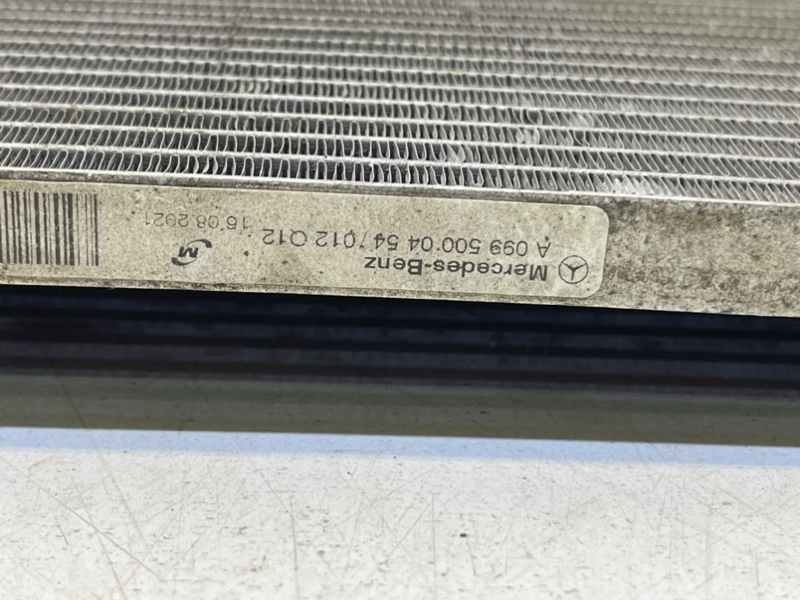 Mercedes-Benz
A 099 500 04 54 / 012 Q12
16.08.2021
M